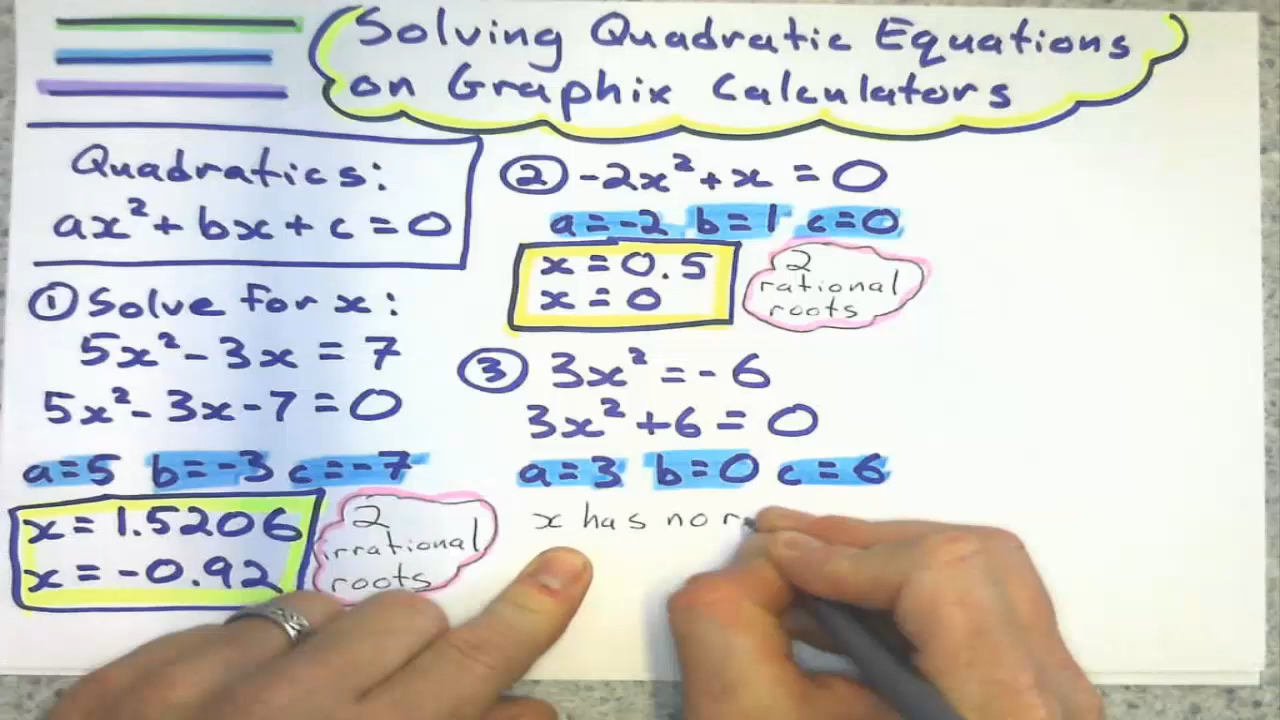 Solving Quadratic Equations
on Graphix Calculators
Quadratics:
ax² + bx + c = 0
① Solve for x:
5x² - 3x = 7
5x² - 3x - 7 = 0
a=5 b=-3 c=-7
x = 1.5206
x = -0.92
2
irrational
roots
② -2x² + x = 0
a=-2 b=1 c=0
x = 0.5
x = 0
2
rational
roots
③ 3x² = -6
3x² + 6 = 0
a=3 b=0 c=6
x has no r